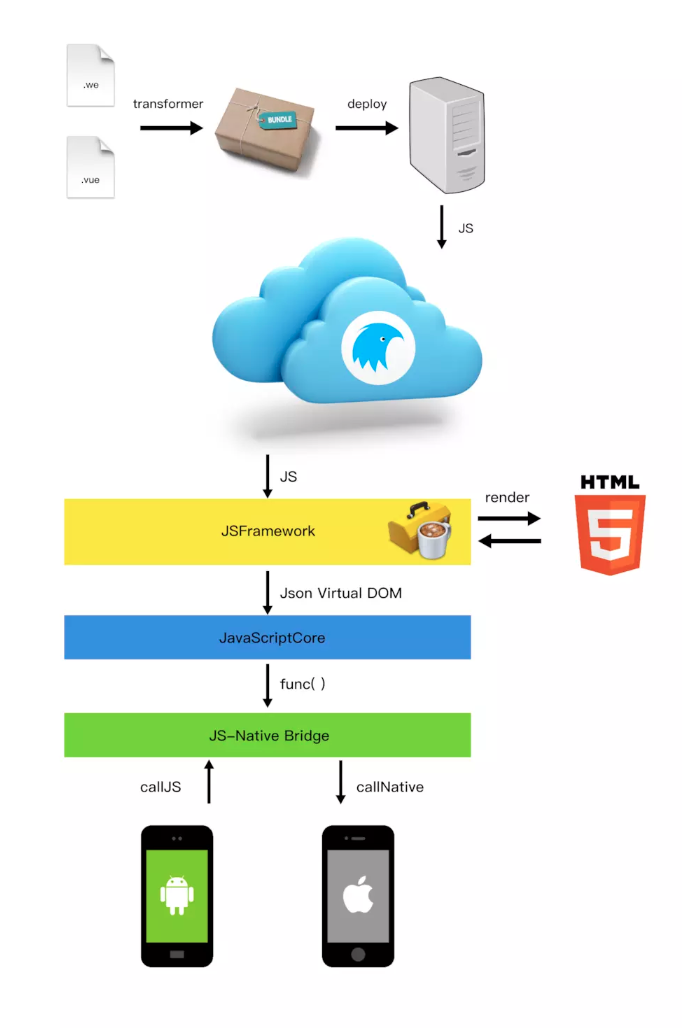 .we
transformer
BUNDLE
deploy
.vue
JS
JS
HTML
render
5
JSFramework
Json Virtual DOM
JavaScriptCore
func( )
JS-Native Bridge
callJS
callNative